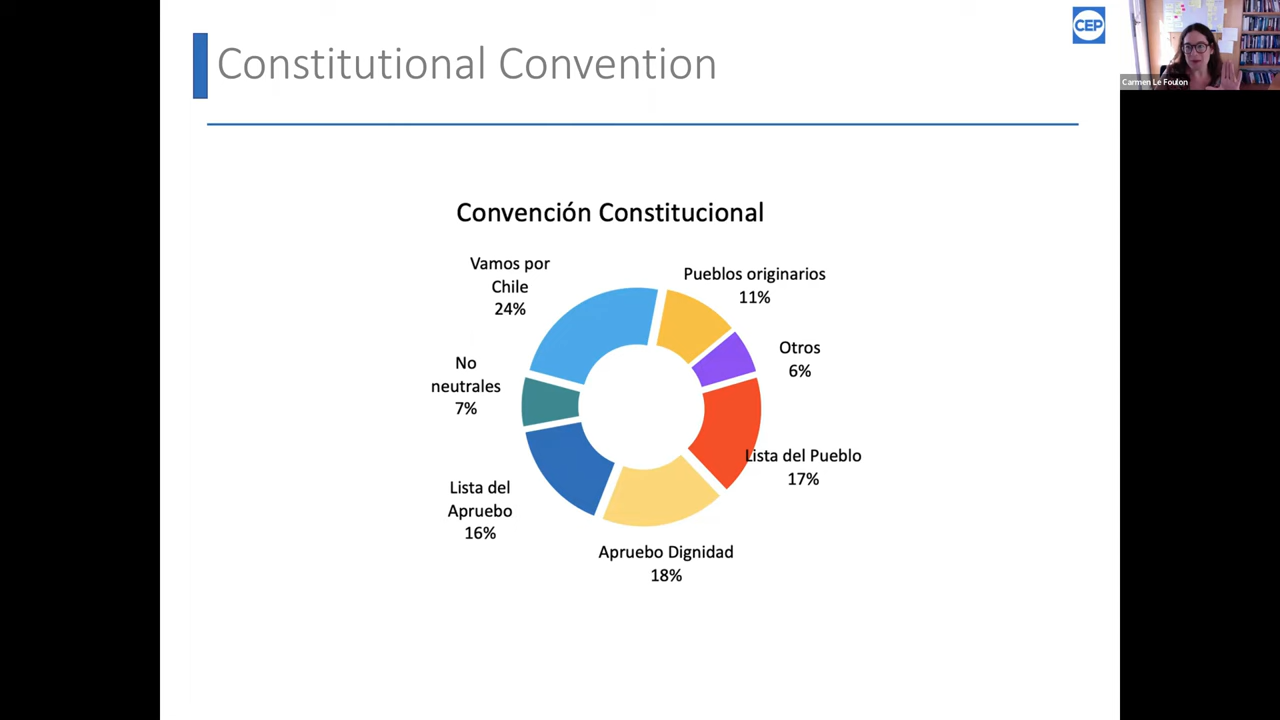 Constitutional Convention
CEP
Carmen Le Foulon
Convención Constitucional
Vamos por
Chile
24%
Pueblos originarios
11%
Otros
6%
No
neutrales
7%
Lista del Pueblo
17%
Lista del
Apruebo
16%
Apruebo Dignidad
18%